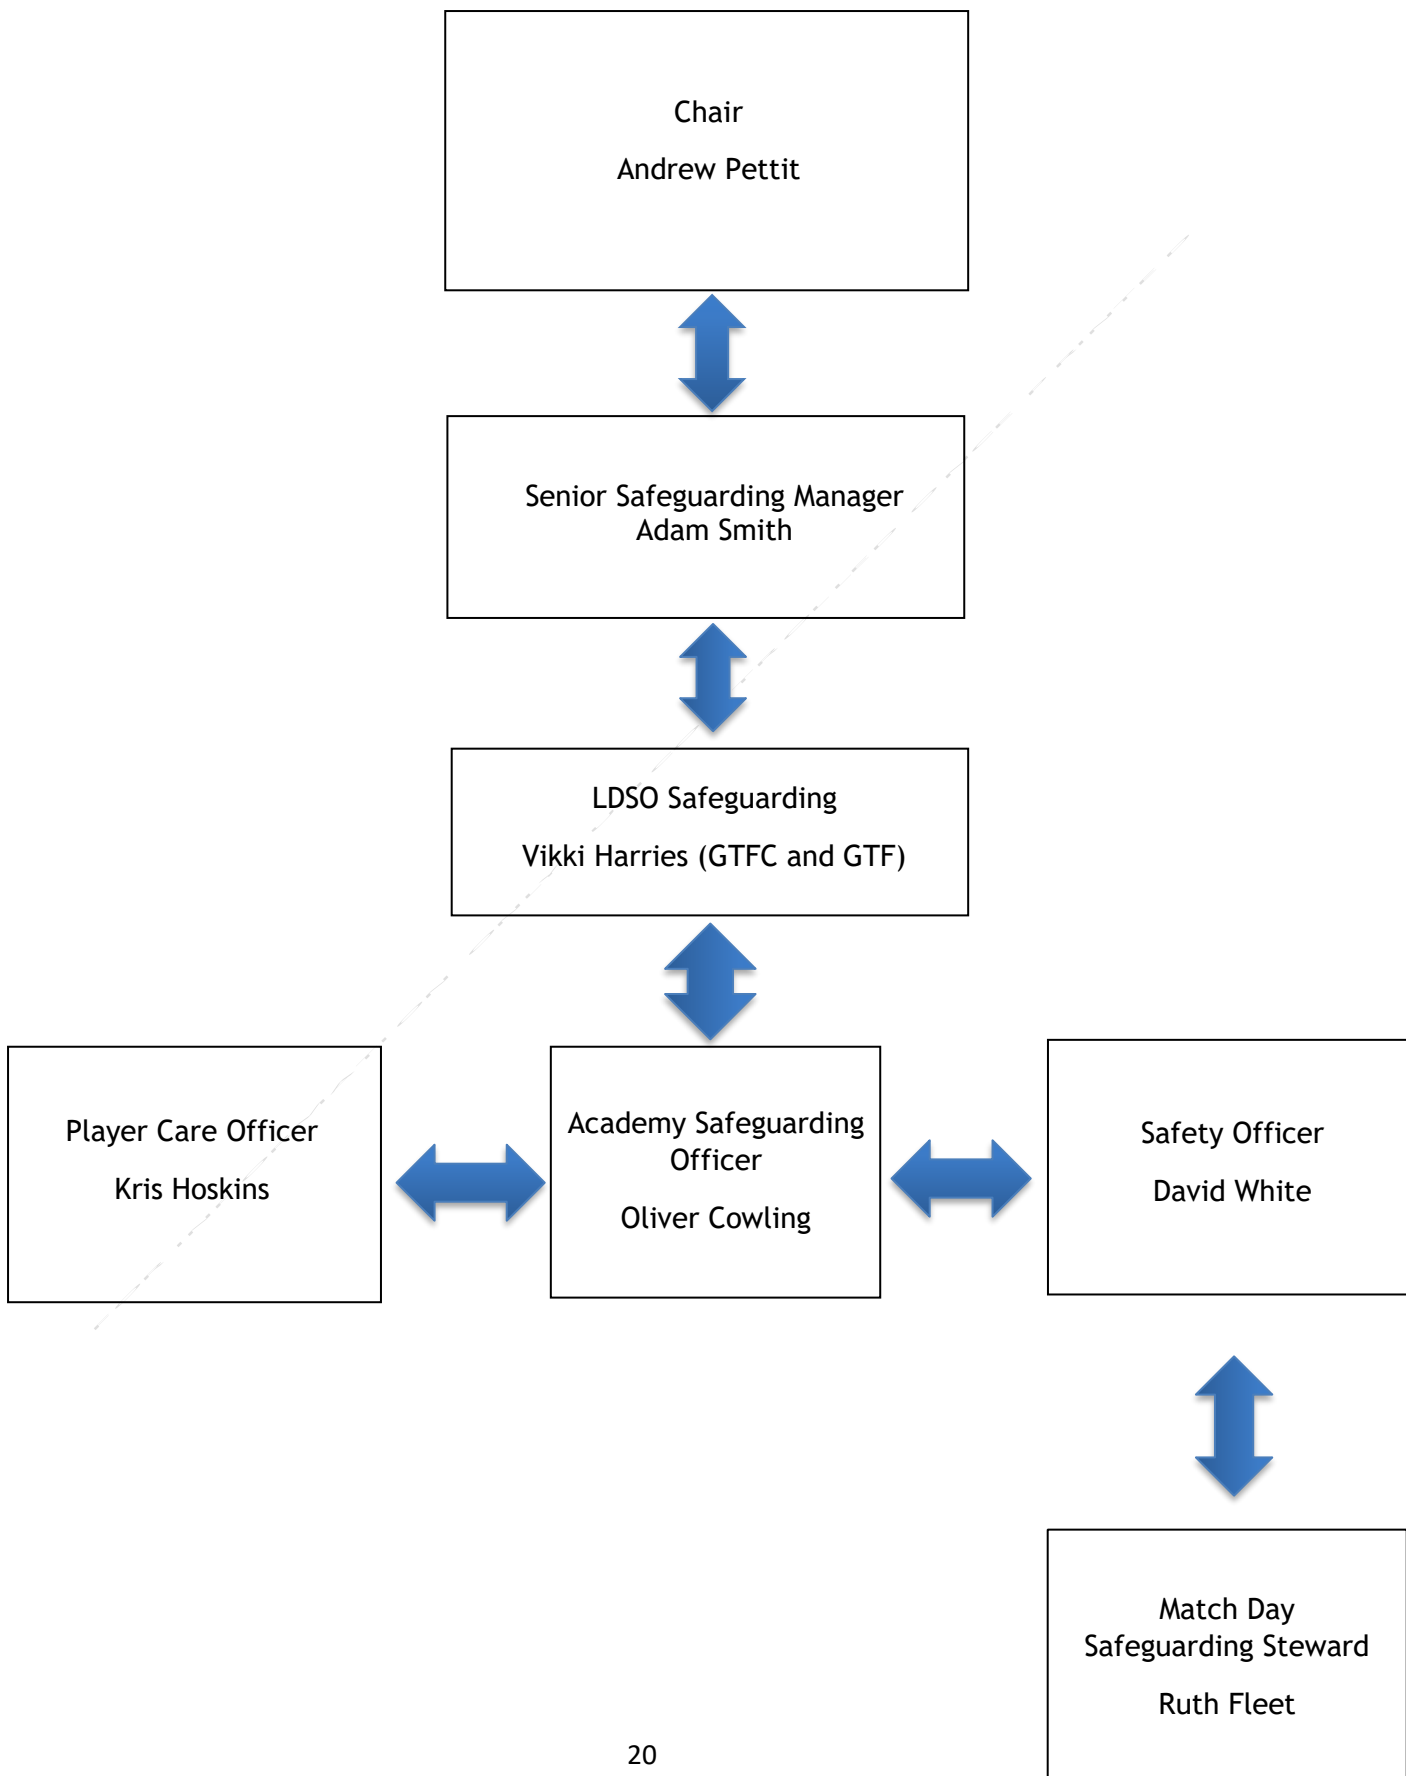 Chair
Andrew Pettit
Senior Safeguarding Manager
Adam Smith
LDSO Safeguarding
Vikki Harries (GTFC and GTF)
Player Care Officer
Kris Hoskins
Academy Safeguarding
Officer
Oliver Cowling
Safety Officer
David White
Match Day
Safeguarding Steward
Ruth Fleet
20